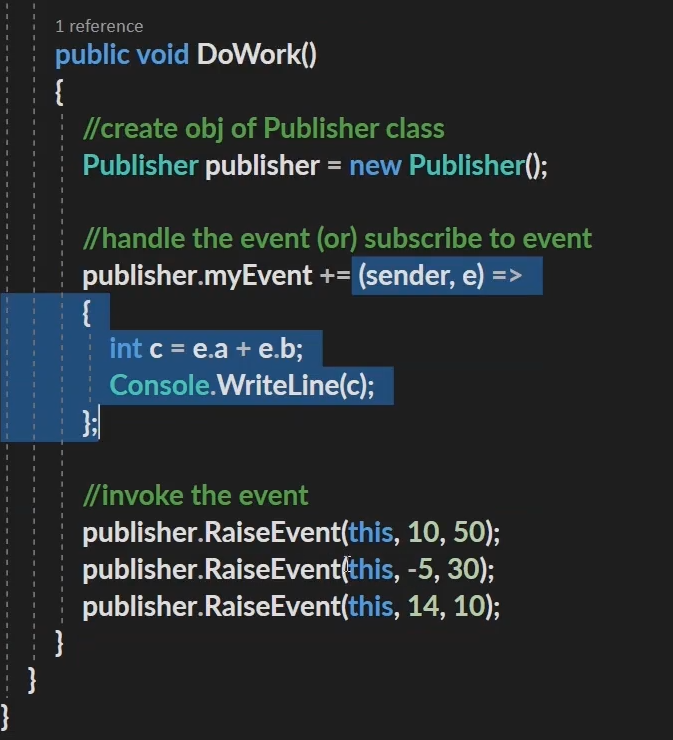 1 reference
public void DoWork()
{
//create obj of Publisher class
Publisher publisher = new Publisher();
//handle the event (or) subscribe to event
publisher.myEvent += (sender, e) =>
{
int c = e.a + e.b;
Console.WriteLine(c);
};
//invoke the event
publisher.RaiseEvent(this, 10, 50);
publisher.RaiseEvent(this, -5, 30);
publisher.RaiseEvent(this, 14, 10);
}
}
}